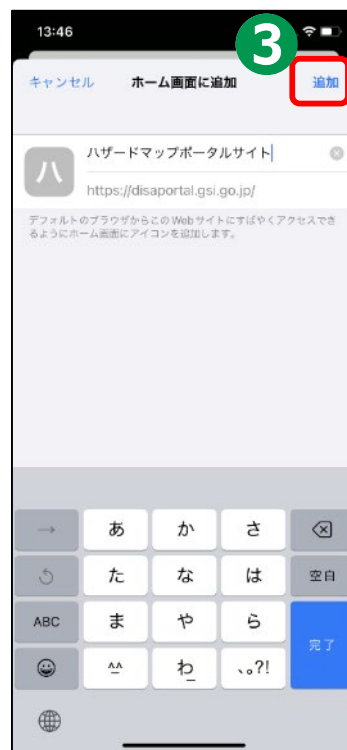 13:46
3
キャンセル
ホーム画面に追加
追加
ハ
ハザードマップポータルサイト
https://disaportal.gsi.go.jp/
デフォルトのブラウザからこのWebサイトにすばやくアクセスでき
るようにホーム画面にアイコンを追加します。
→ あ か さ
た な は 空白
ABC ま や ら 完了
^^ わ 、。?!